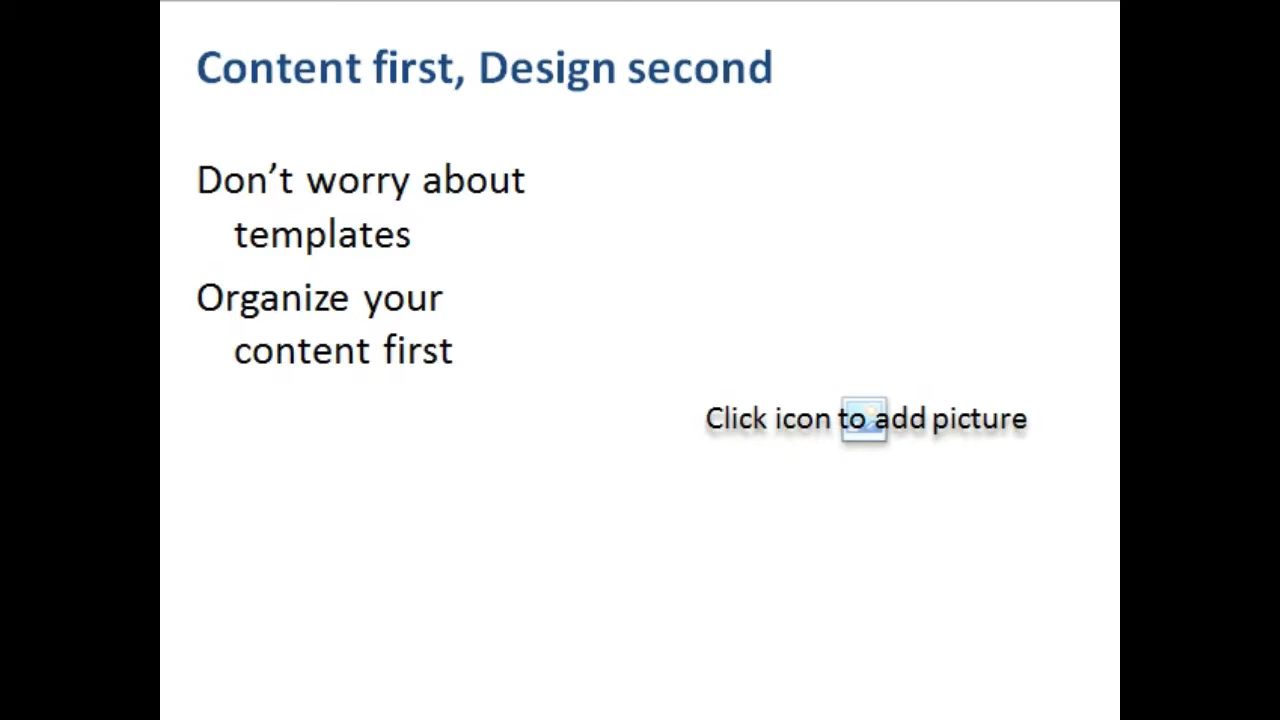 Content first, Design second
Don’t worry about
templates
Organize your
content first
Click icon to add picture